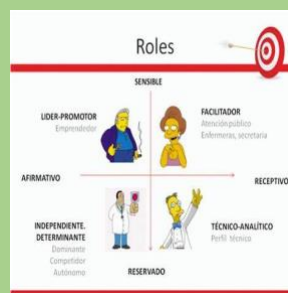 Roles
SENSIBLE
LIDER-PROMOTOR
Emprendedor
FACILITADOR
Atención público
Enfermeras, secretaria
AFIRMATIVO
RECEPTIVO
INDEPENDIENTE.
DETERMINANTE
Dominante
Competidor
Autónomo
TÉCNICO-ANALÍTICO
Perfil técnico
RESERVADO